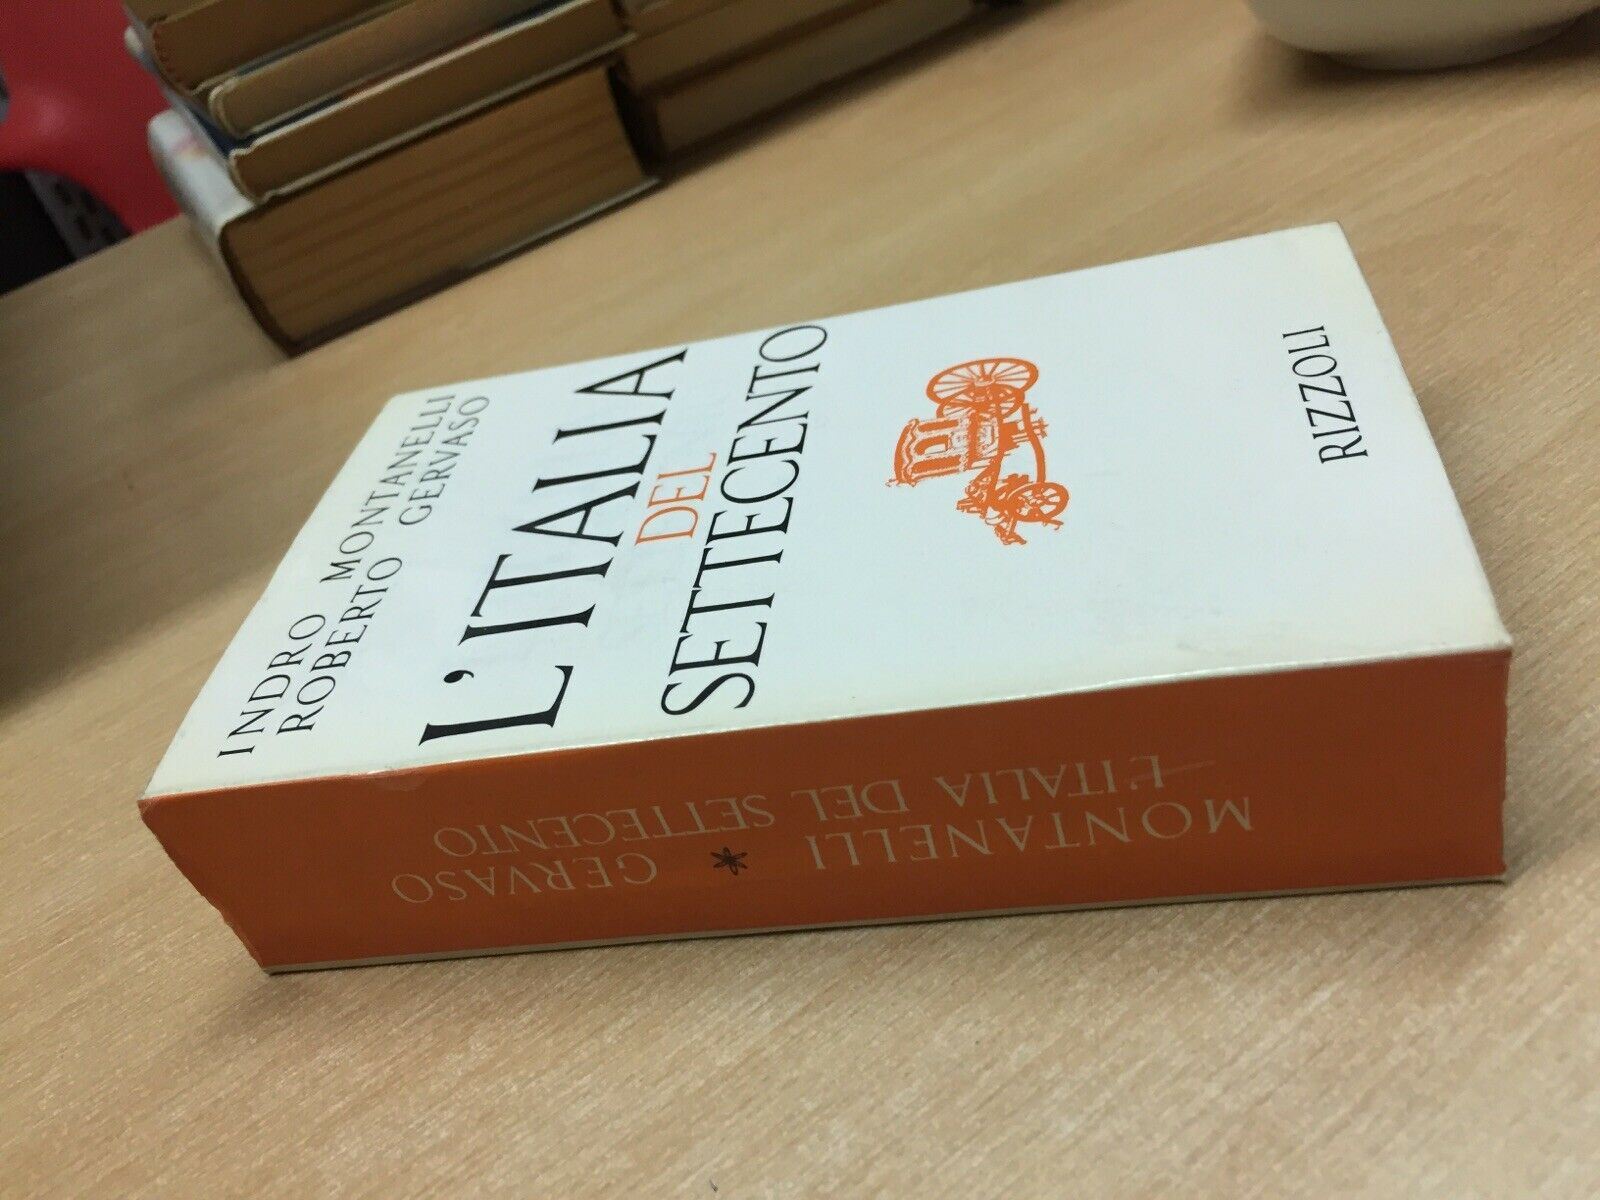 INDRO MONTANELLI
ROBERTO GERVASO
L'ITALIA
DEL
SETTECENTO
RIZZOLI
MONTANELLI * GERVASO
L'ITALIA DEL SETTECENTO